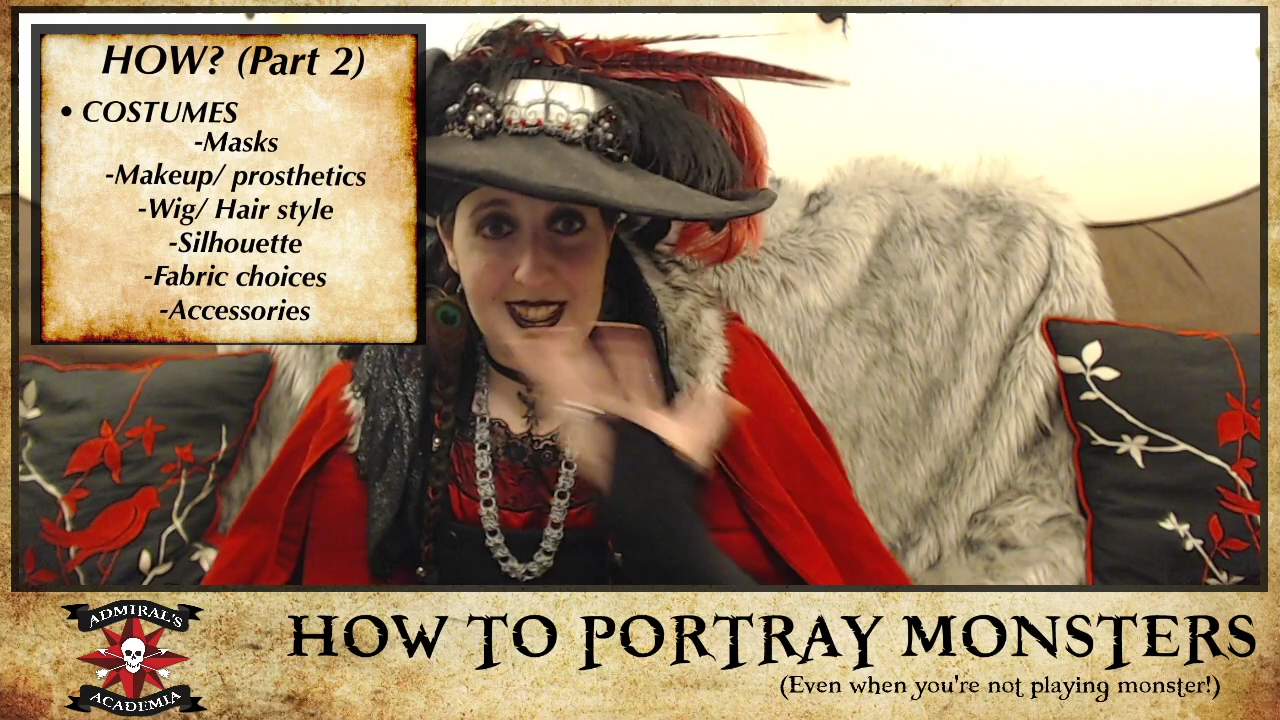 HOW? (Part 2)
• COSTUMES
-Masks
-Makeup/ prosthetics
-Wig/ Hair style
-Silhouette
-Fabric choices
-Accessories
ADMIRAL'S
ACADEMIA
HOW TO PORTRAY MONSTERS
(Even when you're not playing monster!)